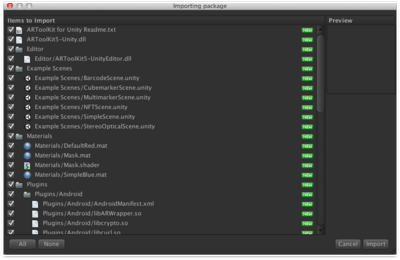 Importing package
Items to Import
Preview
ARToolKit for Unity Readme.txt NEW
ARToolKit5-Unity.dll NEW
Editor NEW
Editor/ARToolKit5-UnityEditor.dll NEW
Example Scenes NEW
Example Scenes/BarcodeScene.unity NEW
Example Scenes/CubemarkerScene.unity NEW
Example Scenes/MultimarkerScene.unity NEW
Example Scenes/NFTScene.unity NEW
Example Scenes/SimpleScene.unity NEW
Example Scenes/StereoOpticalScene.unity NEW
Materials NEW
Materials/DefaultRed.mat NEW
Materials/Mask.mat NEW
Materials/Mask.shader NEW
Materials/SimpleBlue.mat NEW
Plugins NEW
Plugins/Android NEW
Plugins/Android/AndroidManifest.xml NEW
Plugins/Android/libARWrapper.so NEW
Plugins/Android/libcrypto.so NEW
Plugins/Android/libcurl.so NEW
All
None
Cancel
Import